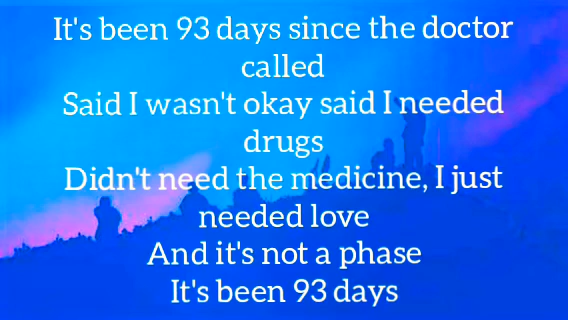 It's been 93 days since the doctor
called
Said I wasn't okay said I needed
drugs
Didn't need the medicine, I just
needed love
And it's not a phase
It's been 93 days